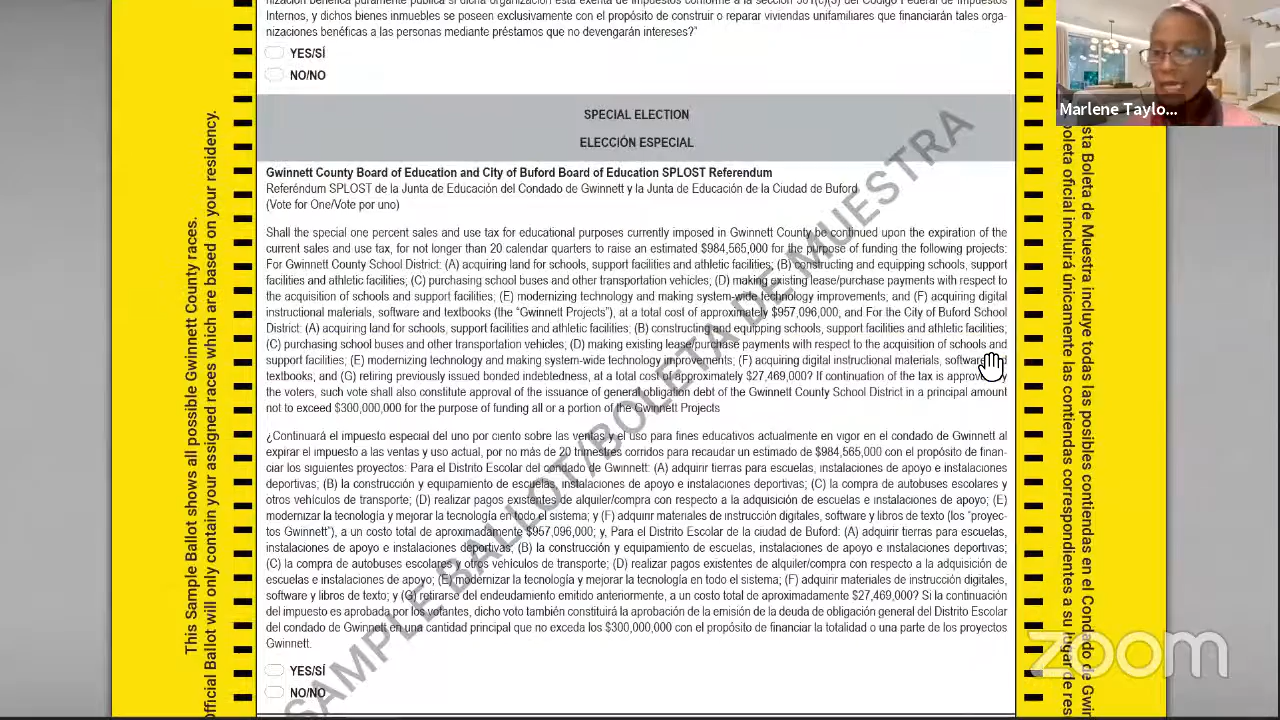 nización benéfica puramente pública si dicha organización está exenta de impuestos conforme a la sección 501(c)(3) del Código Federal de Impuestos
Internos, y dichos bienes inmuebles se poseen exclusivamente con el propósito de construir o reparar viviendas unifamiliares que financiarán tales orga-
nizaciones benéficas a las personas mediante préstamos que no devengarán intereses?"
YES/SÍ
NO/NO
SPECIAL ELECTION
ELECCIÓN ESPECIAL
Gwinnett County Board of Education and City of Buford Board of Education SPLOST Referendum
Referéndum SPLOST de la Junta de Educación del Condado de Gwinnett y la Junta de Educación de la Ciudad de Buford
(Vote for One/Vote por uno)
Shall the special one percent sales and use tax for educational purposes currently imposed in Gwinnett County be continued upon the expiration of the
current sales and use tax for not longer than 20 calendar quarters to raise an estimated $984,565,000 for the purpose of funding the following projects:
For Gwinnett County School District: (A) acquiring land for schools, support facilities and athletic facilities; (B) constructing and equipping schools, support
facilities and athletic facilities; (C) purchasing school buses and other transportation vehicles; (D) making existing lease/purchase payments with respect to
the acquisition of schools and support facilities; (E) modernizing technology and making system-wide technology improvements, and (F) acquiring digital
instructional materials, software and textbooks (the "Gwinnett Projects"), at a total cost of approximately $957,096,000, and For the City of Buford School
District: (A) acquiring land for schools, support facilities and athletic facilities; (B) constructing and equipping schools, support facilities and athletic facilities;
(C) purchasing school buses and other transportation vehicles; (D) making existing lease/purchase payments with respect to the acquisition of schools and
support facilities; (E) modernizing technology and making system-wide technology improvements; (F) acquiring digital instructional materials, software
textbooks; and (G) retiring previously issued bonded indebtedness, at a total cost of approximately $27,469,000? If continuation of the tax is
the voters, such vote shall also constitute approval of the issuance of general obligation debt of the Gwinnett County School District in a principal amount
not to exceed $300,000,000 for the purpose of funding all or a portion of the Gwinnett Projects
¿Continuará el impuesto especial del uno por ciento sobre las ventas y el uso para fines educativos actualmente en vigor en el condado de Gwinnett al
expirar el impuesto a las ventas y uso actual, por no más de 20 trimestres corridos para recaudar un estimado de $984,565,000 con el propósito de finan-
ciar los siguientes proyectos: Para el Distrito Escolar del condado de Gwinnett: (A) adquirir tierras para escuelas, instalaciones de apoyo e instalaciones
deportivas; (B) la construcción y equipamiento de escuelas, instalaciones de apoyo e instalaciones deportivas, (C) la compra de autobuses escolares y
otros vehículos de transporte; (D) realizar pagos existentes de alquiler/compra con respecto a la adquisición de escuelas e instalaciones de apoyo; (E)
modernizar la tecnología y mejorar la tecnología en todo el sistema; y (F) adquirir materiales de instrucción digitales, software y libros de texto (los "proyec-
tos Gwinnett"), a un costo total de aproximadamente $957,096,000; y, Para el Distrito Escolar de la ciudad de Buford: (A) adquirir tierras para escuelas,
instalaciones de apoyo e instalaciones deportivas; (B) la construcción y equipamiento de escuelas, instalaciones de apoyo e instalaciones deportivas;
(C) la compra de autobuses escolares y otros vehículos de transporte; (D) realizar pagos existentes de alquiler/compra con respecto a la adquisición de
escuelas e instalaciones de apoyo; (E) modernizar la tecnología y mejorar la tecnología en todo el sistema; (F) adquirir materiales de instrucción digitales,
software y libros de texto; y (G) retirarse del endeudamiento emitido anteriormente, a un costo total de aproximadamente $27,469,000? Si la continuación
del impuesto es aprobada por los votantes, dicho voto también constituirá la aprobación de la emisión de la deuda de obligación general del Distrito Escolar
del condado de Gwinnett en una cantidad principal que no exceda los $300,000,000 con el propósito de financiar la totalidad o una parte de los proyectos
Gwinnett.
YES/SÍ
NO/NO
SAMPLE BALLOT / BOLETA DE MUESTRA
This Sample Ballot shows all possible Gwinnett County races.
Official Ballot will only contain your assigned races which are based on your residency.
sta Boleta de Muestra incluye todas las posibles contiendas en el Condado de Gwin
boleta oficial incluirá únicamente las contiendas correspondientes a su lugar de res
Marlene Taylo...
zoom